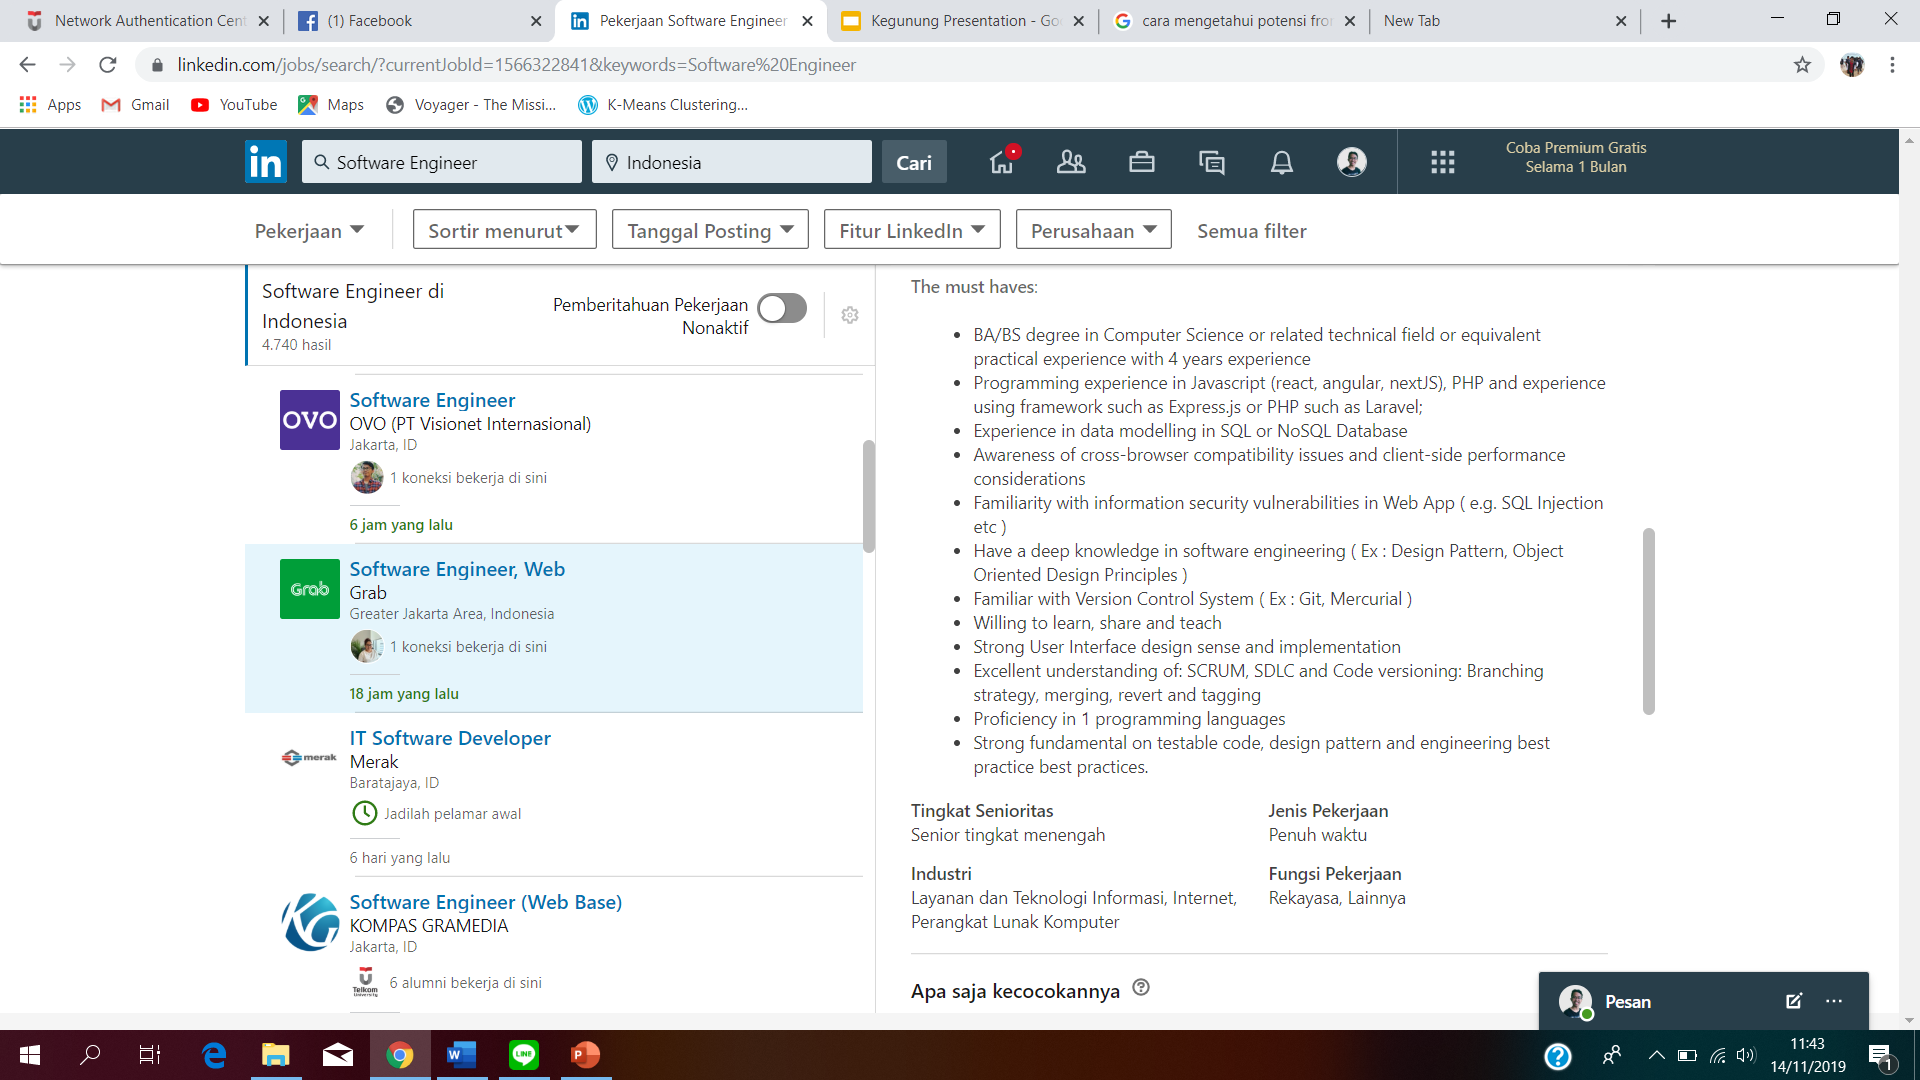 Network Authentication Cent
(1) Facebook
Pekerjaan Software Engineer
Kegunung Presentation - Go
cara mengetahui potensi fro
New Tab
linkedin.com/jobs/search/?currentJobId=1566322841&keywords=Software%20Engineer
Apps
Gmail
YouTube
Maps
Voyager - The Missi...
K-Means Clustering...
in
Software Engineer
Indonesia
Cari
Coba Premium Gratis
Selama 1 Bulan
Pekerjaan
Sortir menurut
Tanggal Posting
Fitur LinkedIn
Perusahaan
Semua filter
Software Engineer di
Indonesia
4.740 hasil
Pemberitahuan Pekerjaan
Nonaktif
OVO
Software Engineer
OVO (PT Visionet Internasional)
Jakarta, ID
1 koneksi bekerja di sini
6 jam yang lalu
Grab
Software Engineer, Web
Grab
Greater Jakarta Area, Indonesia
1 koneksi bekerja di sini
18 jam yang lalu
merak
IT Software Developer
Merak
Baratajaya, ID
Jadilah pelamar awal
6 hari yang lalu
KG
Software Engineer (Web Base)
KOMPAS GRAMEDIA
Jakarta, ID
Telkom
University
6 alumni bekerja di sini
The must haves:
• BA/BS degree in Computer Science or related technical field or equivalent
practical experience with 4 years experience
• Programming experience in Javascript (react, angular, nextJS), PHP and experience
using framework such as Express.js or PHP such as Laravel;
• Experience in data modelling in SQL or NoSQL Database
• Awareness of cross-browser compatibility issues and client-side performance
considerations
• Familiarity with information security vulnerabilities in Web App ( e.g. SQL Injection
etc )
• Have a deep knowledge in software engineering ( Ex : Design Pattern, Object
Oriented Design Principles )
• Familiar with Version Control System ( Ex : Git, Mercurial )
• Willing to learn, share and teach
• Strong User Interface design sense and implementation
• Excellent understanding of: SCRUM, SDLC and Code versioning: Branching
strategy, merging, revert and tagging
• Proficiency in 1 programming languages
• Strong fundamental on testable code, design pattern and engineering best
practice best practices.
Tingkat Senioritas
Senior tingkat menengah
Jenis Pekerjaan
Penuh waktu
Industri
Layanan dan Teknologi Informasi, Internet,
Perangkat Lunak Komputer
Fungsi Pekerjaan
Rekayasa, Lainnya
Apa saja kecocokannya
Pesan
11:43
14/11/2019
1